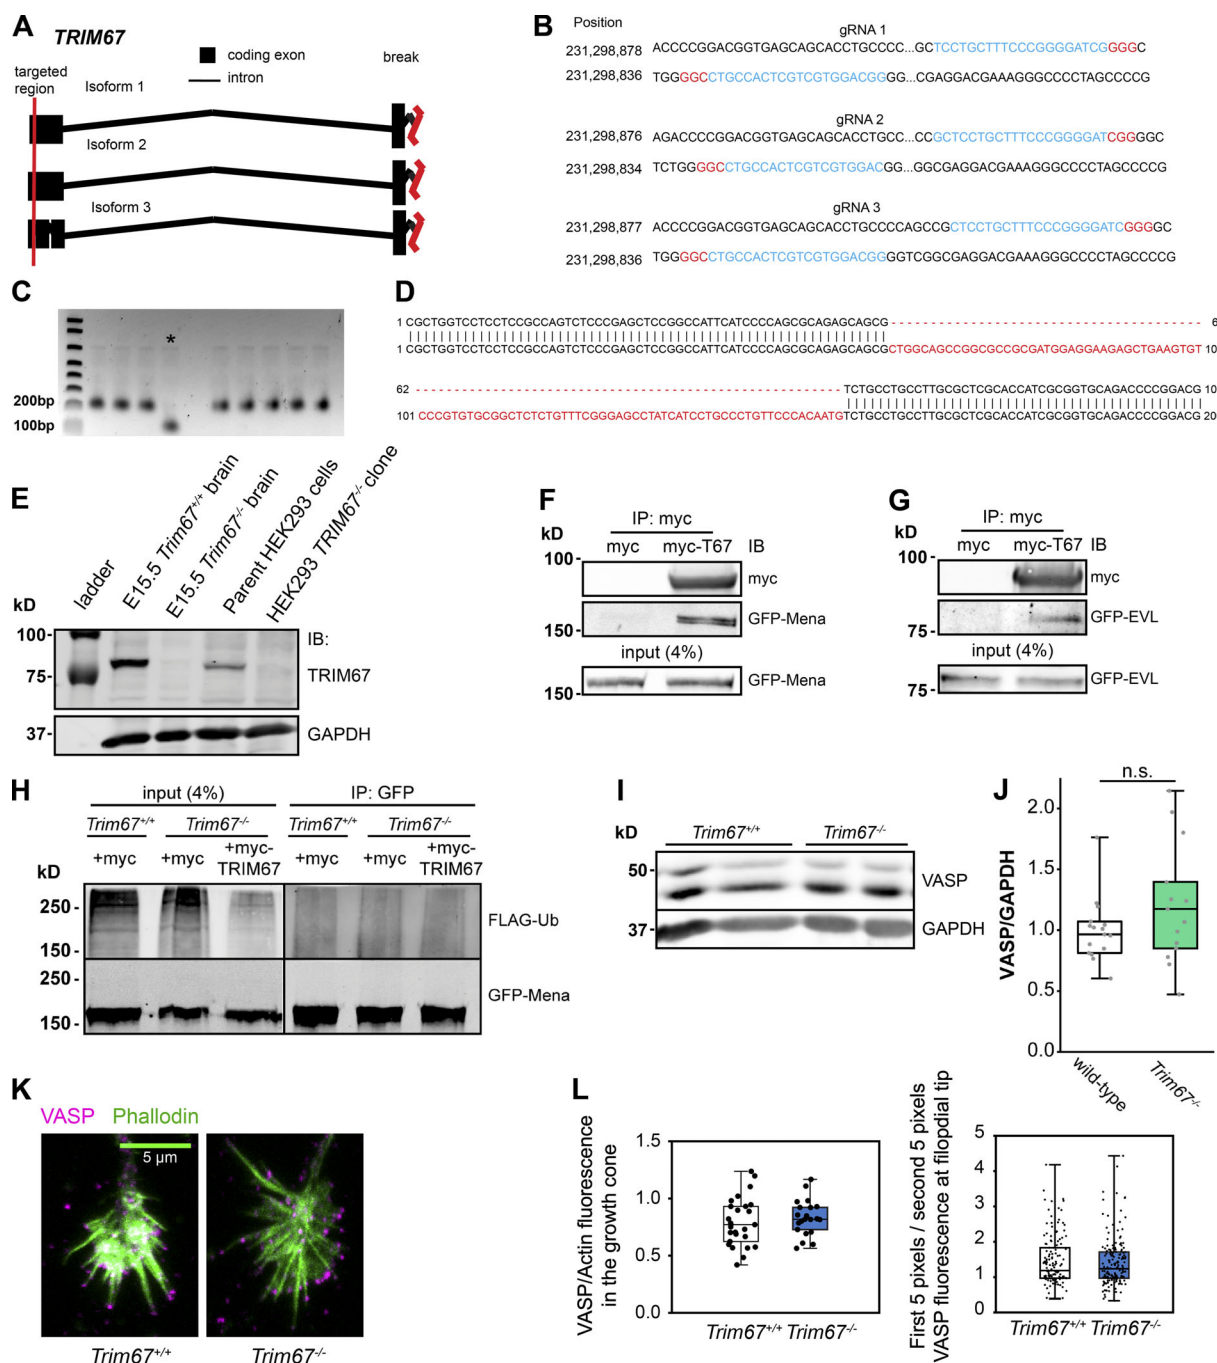 A
TRIM67
coding exon
intron
break
targeted
region
Isoform 1
Isoform 2
Isoform 3
B
Position
gRNA 1
231,298,878 ACCCCGGACGGTGAGCAGCACCTGCCCC...GCTCCTGCTTTCCCGGGGATCGGGGC
231,298,836 TGGGGCCTGCCACTCGTCGTGGACGGGG...CGAGGACGAAAGGGCCCCTAGCCCCG
gRNA 2
231,298,876 AGACCCCGGACGGTGAGCAGCACCTGCC...CCGCTCCTGCTTTCCCGGGGATCGGGGC
231,298,834 TCTGGGGCCTGCCACTCGTCGTGGACGG...GGCGAGGACGAAAGGGCCCCTAGCCCCG
gRNA 3
231,298,877 ACCCCGGACGGTGAGCAGCACCTGCCCCAGCCGCTCCTGCTTTCCCGGGGATCGGGGC
231,298,836 TGGGGCCTGCCACTCGTCGTGGACGGGGTCGGCGAGGACGAAAGGGCCCCTAGCCCCG
C
*
200bp
100bp
D
1 CGCTGGTCCTCCTCCGCCAGTCTCCCGAGCTCCGGCCATTCATCCCCAGCGCAGAGCAGCG - - - - - - - - - - - - - - - - - - - - - - - - - - - - - - - - - - - - - - - 6
1 CGCTGGTCCTCCTCCGCCAGTCTCCCGAGCTCCGGCCATTCATCCCCAGCGCAGAGCAGCGCTGGCAGCCGGCGCCGCGATGGAGGAAGAGCTGAAGTGT 10
62 - - - - - - - - - - - - - - - - - - - - - - - - - - - - - - - - - - - - - - - - - - - - - - - - - - - - TCTGCCTGCCTTGCGCTCGCACCATCGCGGTGCAGACCCCGGACG 10
101 CCCGTGTGCGGCTCTCTGTTTCGGGAGCCTATCATCCTGCCCTGTTCCCACAATGTCTGCCTGCCTTGCGCTCGCACCATCGCGGTGCAGACCCCGGACG 20
E
ladder
E15.5 Trim67+/+ brain
E15.5 Trim67-/- brain
Parent HEK293 cells
HEK293 TRIM67-/- clone
kD
100
75
37
IB:
TRIM67
GAPDH
F
IP: myc
kD
myc myc-T67 IB
100
myc
150
GFP-Mena
input (4%)
150
GFP-Mena
G
IP: myc
kD
myc myc-T67 IB
100
myc
75
GFP-EVL
input (4%)
75
GFP-EVL
H
input (4%) IP: GFP
Trim67+/+ Trim67-/- Trim67+/+ Trim67-/-
+myc +myc +myc-TRIM67 +myc +myc +myc-TRIM67
kD
250
150
FLAG-Ub
250
150
GFP-Mena
I
kD
Trim67+/+ Trim67-/-
50
VASP
37
GAPDH
J
n.s.
VASP/GAPDH
2.0
1.5
1.0
0.5
0.0
wild-type
Trim67-/-
K
VASP Phallodin
5 µm
Trim67+/+ Trim67-/-
L
VASP/Actin fluorescence
in the growth cone
1.5
1.0
0.5
0.0
Trim67+/+ Trim67-/-
First 5 pixels / second 5 pixels
VASP fluorescence at filopdial tip
5
4
3
2
1
0
Trim67+/+ Trim67-/-